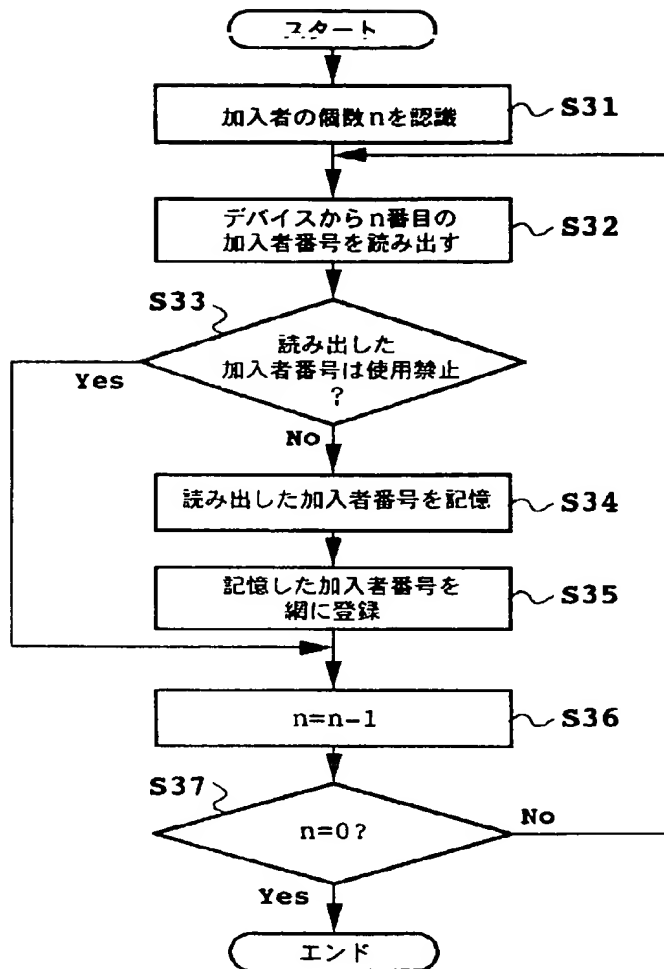 スタート
加入者の個数nを認識
S31
デバイスからn番目の
加入者番号を読み出す
S32
S33
読み出した
加入者番号は使用禁止
?
Yes
No
読み出した加入者番号を記憶
S34
記憶した加入者番号を
網に登録
S35
n=n-1
S36
S37
n=0?
No
Yes
エンド